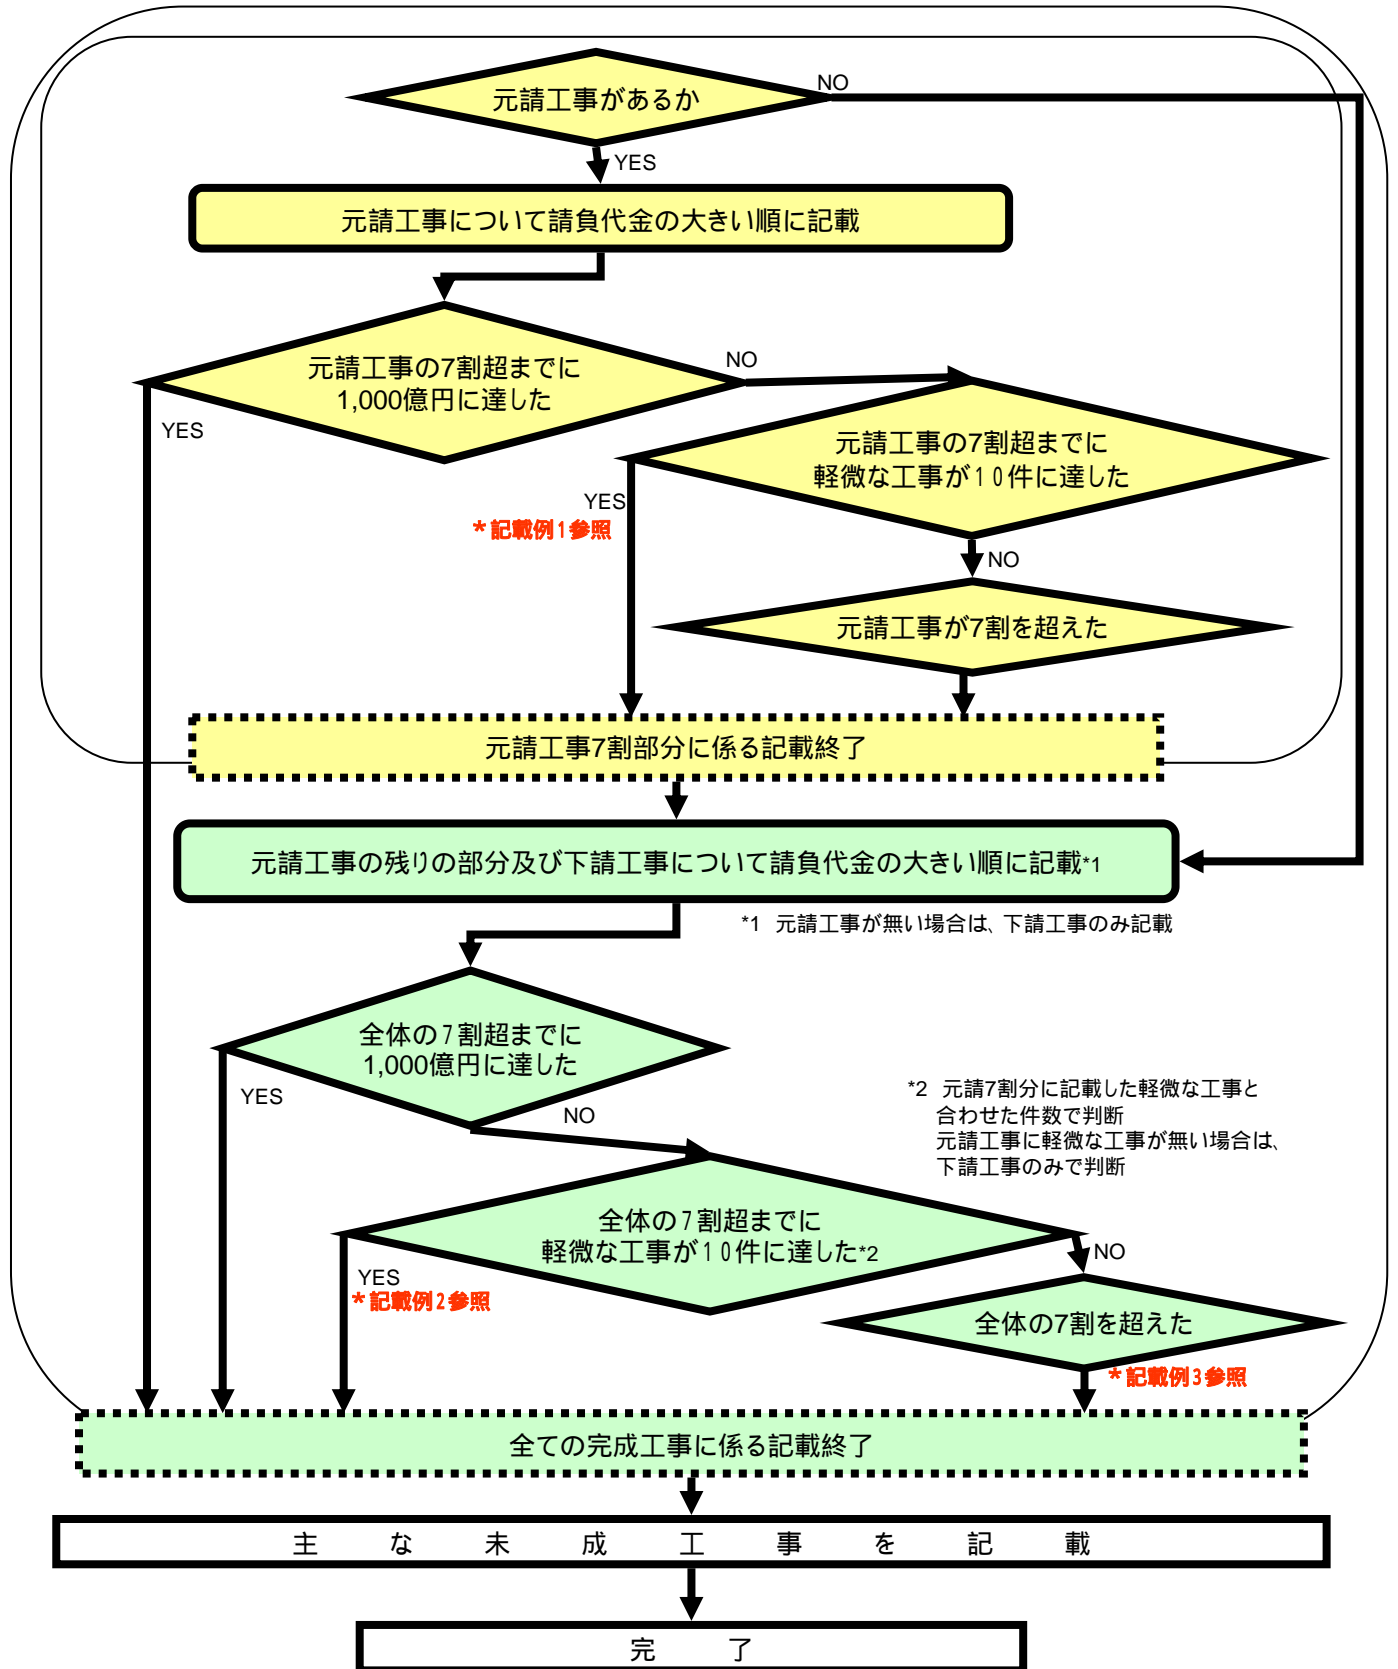 元請工事があるか
NO
YES
元請工事について請負代金の大きい順に記載
元請工事の7割超までに
1,000億円に達した
NO
YES
元請工事の7割超までに
軽微な工事が10件に達した
YES
*記載例1参照
NO
元請工事が7割を超えた
元請工事7割部分に係る記載終了
元請工事の残りの部分及び下請工事について請負代金の大きい順に記載*1
*1 元請工事が無い場合は、下請工事のみ記載
全体の7割超までに
1,000億円に達した
YES
NO
*2 元請7割分に記載した軽微な工事と
合わせた件数で判断
元請工事に軽微な工事が無い場合は、
下請工事のみで判断
全体の7割超までに
軽微な工事が10件に達した*2
YES
*記載例2参照
NO
全体の7割を超えた
*記載例3参照
全ての完成工事に係る記載終了
主な未成工事を記載
完了